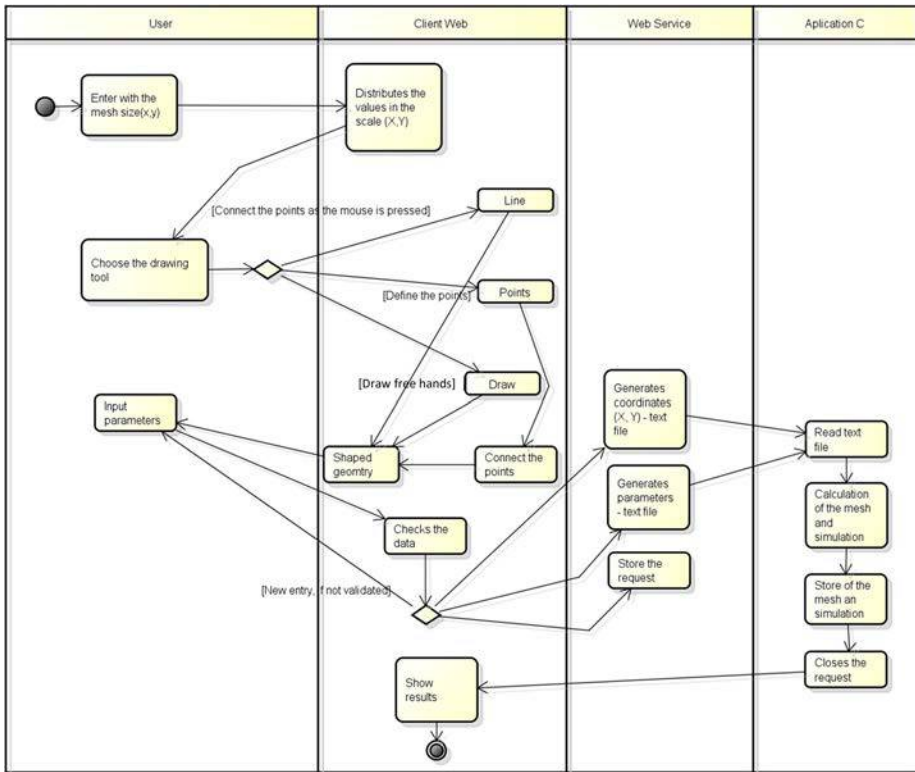 User
Client Web
Web Service
Aplication C
Enter with the
mesh size(x,y)
Distributes the
values in the
scale (X,Y)
[Connect the points as the mouse is pressed]
Line
Choose the drawing
tool
[Define the points]
Points
[Draw free hands]
Draw
Input
parameters
Shaped
geomtry
Connect the
points
Generates
coordinates
(X, Y) - text
file
Read text
file
Generates
parameters
- text file
Calculation
of the mesh
and
simulation
Checks the
data
Store the
request
[New entry, if not validated]
Store of the
mesh an
simulation
Closes the
request
Show
results